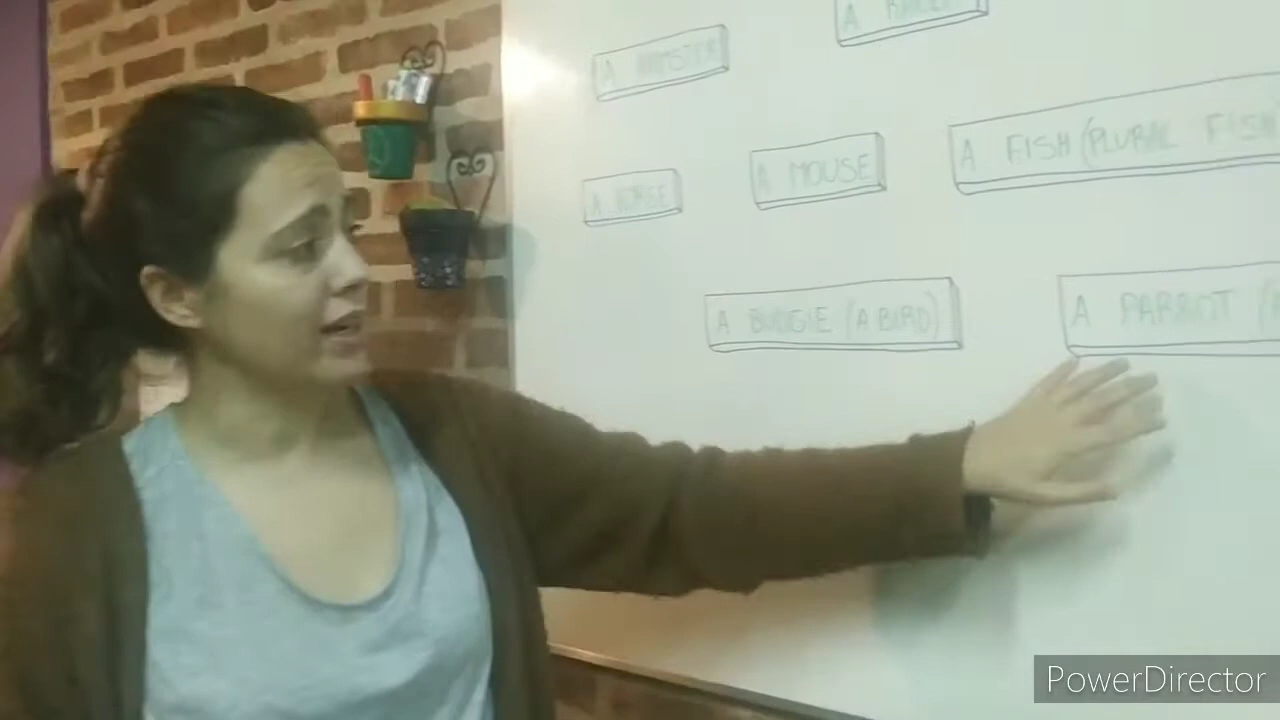 A RABBIT
A HAMSTER
A MOUSE
A FISH (PLURAL FISH
A HORSE
A BUDGIE (A BIRD)
A PARROT (A
PowerDirector